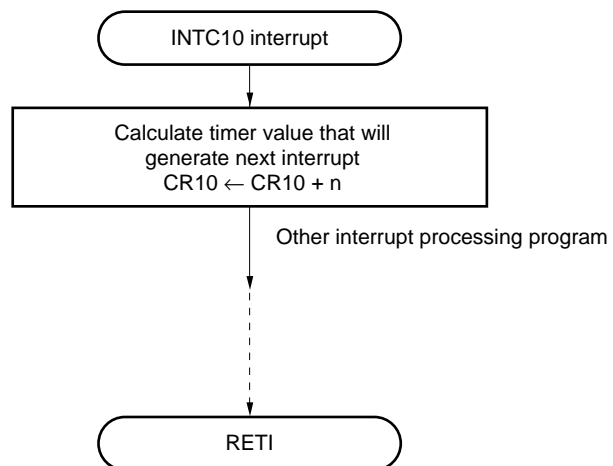 INTC10 interrupt
Calculate timer value that will
generate next interrupt
CR10 ← CR10 + n
Other interrupt processing program
RETI